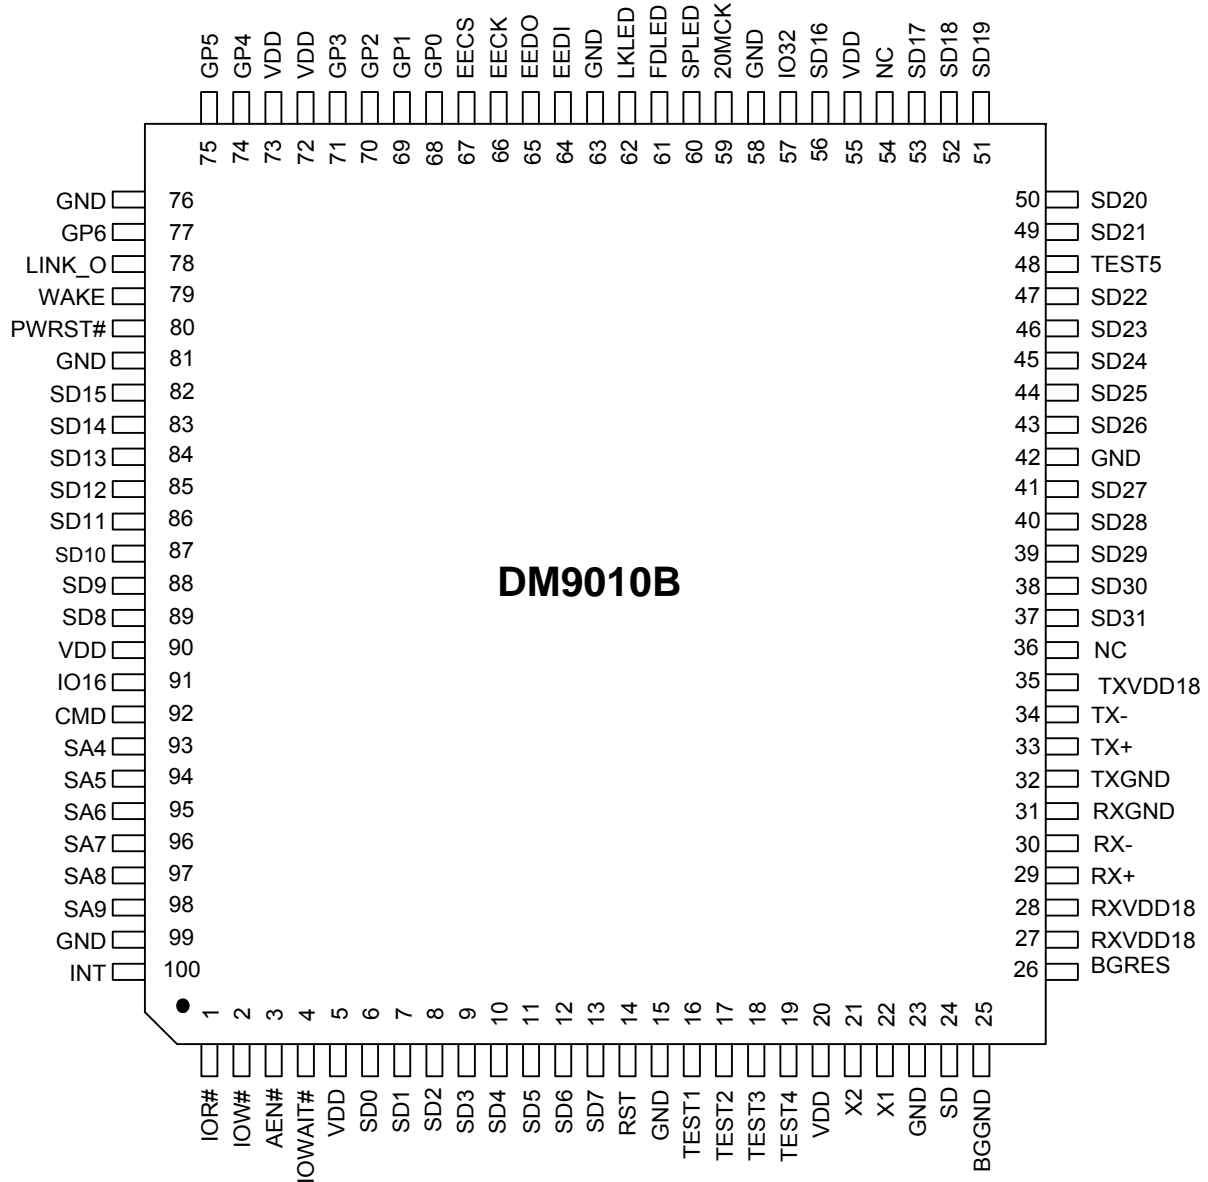 GP5 GP4 VDD VDD GP3 GP2 GP1 GP0 EECS EECK EEDO EEDI GND LKLED FDLED SPLED 20MCK GND IO32 SD16 VDD NC SD17 SD18 SD19
75 74 73 72 71 70 69 68 67 66 65 64 63 62 61 60 59 58 57 56 55 54 53 52 51
GND 76 50 SD20
GP6 77 49 SD21
LINK_O 78 48 TEST5
WAKE 79 47 SD22
PWRST# 80 46 SD23
GND 81 45 SD24
SD15 82 44 SD25
SD14 83 43 SD26
SD13 84 42 GND
SD12 85 41 SD27
SD11 86 40 SD28
SD10 87 39 SD29
DM9010B
SD9 88 38 SD30
SD8 89 37 SD31
VDD 90 36 NC
IO16 91 35 TXVDD18
CMD 92 34 TX-
SA4 93 33 TX+
SA5 94 32 TXGND
SA6 95 31 RXGND
SA7 96 30 RX-
SA8 97 29 RX+
SA9 98 28 RXVDD18
GND 99 27 RXVDD18
INT 100 26 BGRES
1 2 3 4 5 6 7 8 9 10 11 12 13 14 15 16 17 18 19 20 21 22 23 24 25
IOR# IOW# AEN# IOWAIT# VDD SD0 SD1 SD2 SD3 SD4 SD5 SD6 SD7 RST GND TEST1 TEST2 TEST3 TEST4 VDD X2 X1 GND SD BGGND